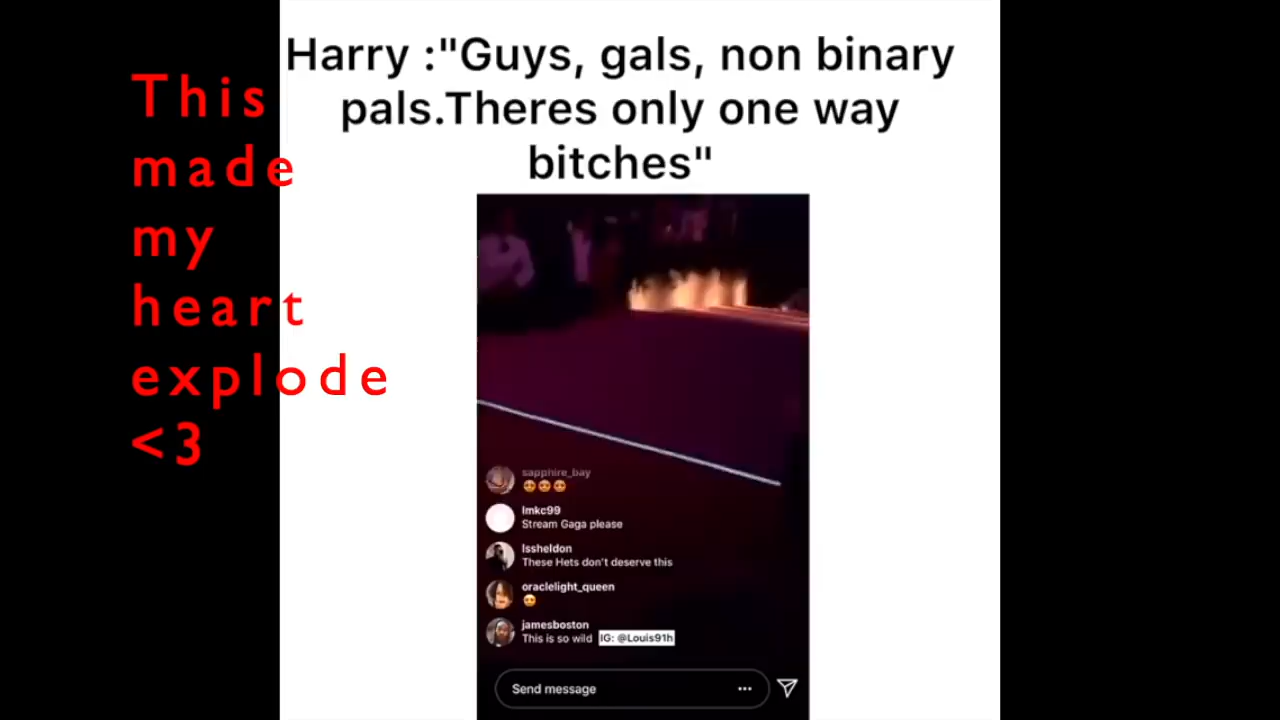 Harry :"Guys, gals, non binary
pals.Theres only one way
bitches"
This
made
my
heart
explode
<3
sapphire_bay
😍😍😍
lmkc99
Stream Gaga please
lssheldon
These Hets don't deserve this
oraclelight_queen
😍
jamesboston
This is so wild IG: @Louis91h
Send message